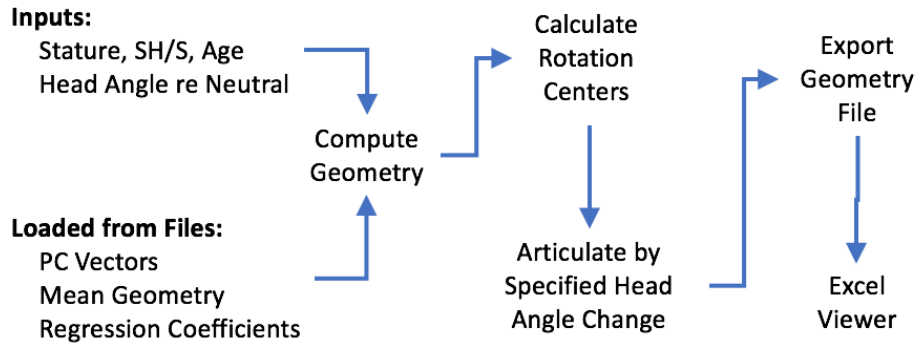 Inputs:
Stature, SH/S, Age
Head Angle re Neutral
Loaded from Files:
PC Vectors
Mean Geometry
Regression Coefficients
Compute
Geometry
Calculate
Rotation
Centers
Articulate by
Specified Head
Angle Change
Export
Geometry
File
Excel
Viewer